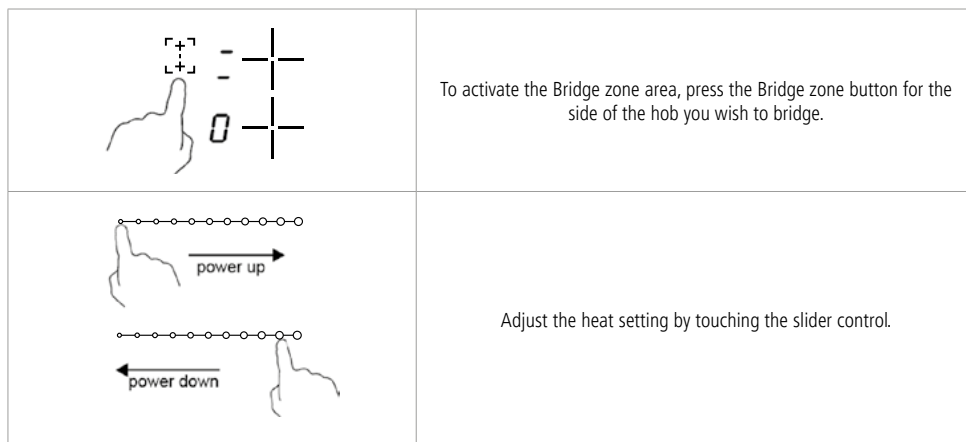 To activate the Bridge zone area, press the Bridge zone button for the
side of the hob you wish to bridge.
0
power up
Adjust the heat setting by touching the slider control.
power down